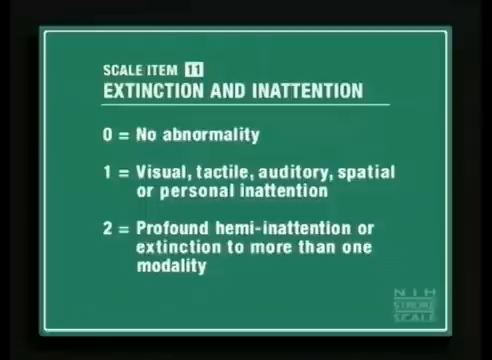 SCALE ITEM 11
EXTINCTION AND INATTENTION
0 = No abnormality
1 = Visual, tactile, auditory, spatial
or personal inattention
2 = Profound hemi-inattention or
extinction to more than one
modality
NIH
STROKE
SCALE